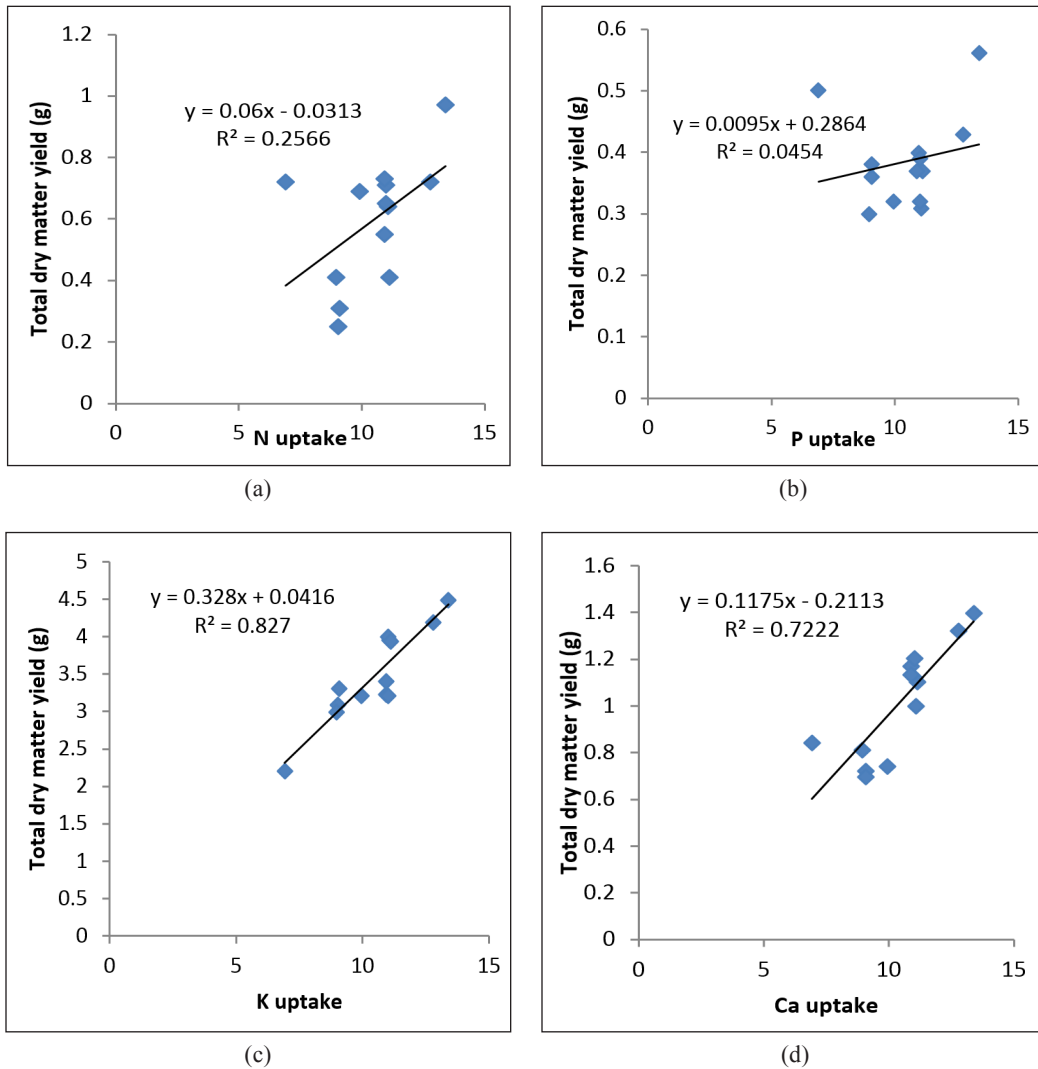 1.2
1
0.8
0.6
0.4
0.2
0
0
5
10
15
Total dry matter yield (g)
y = 0.06x - 0.0313
R² = 0.2566
N uptake
(a)
0.6
0.5
0.4
0.3
0.2
0.1
0
0
5
10
15
Total dry matter yield (g)
y = 0.0095x + 0.2864
R² = 0.0454
P uptake
(b)
5
4.5
4
3.5
3
2.5
2
1.5
1
0.5
0
0
5
10
15
Total dry matter yield (g)
y = 0.328x + 0.0416
R² = 0.827
K uptake
(c)
1.6
1.4
1.2
1
0.8
0.6
0.4
0.2
0
0
5
10
15
Total dry matter yield (g)
y = 0.1175x - 0.2113
R² = 0.7222
Ca uptake
(d)